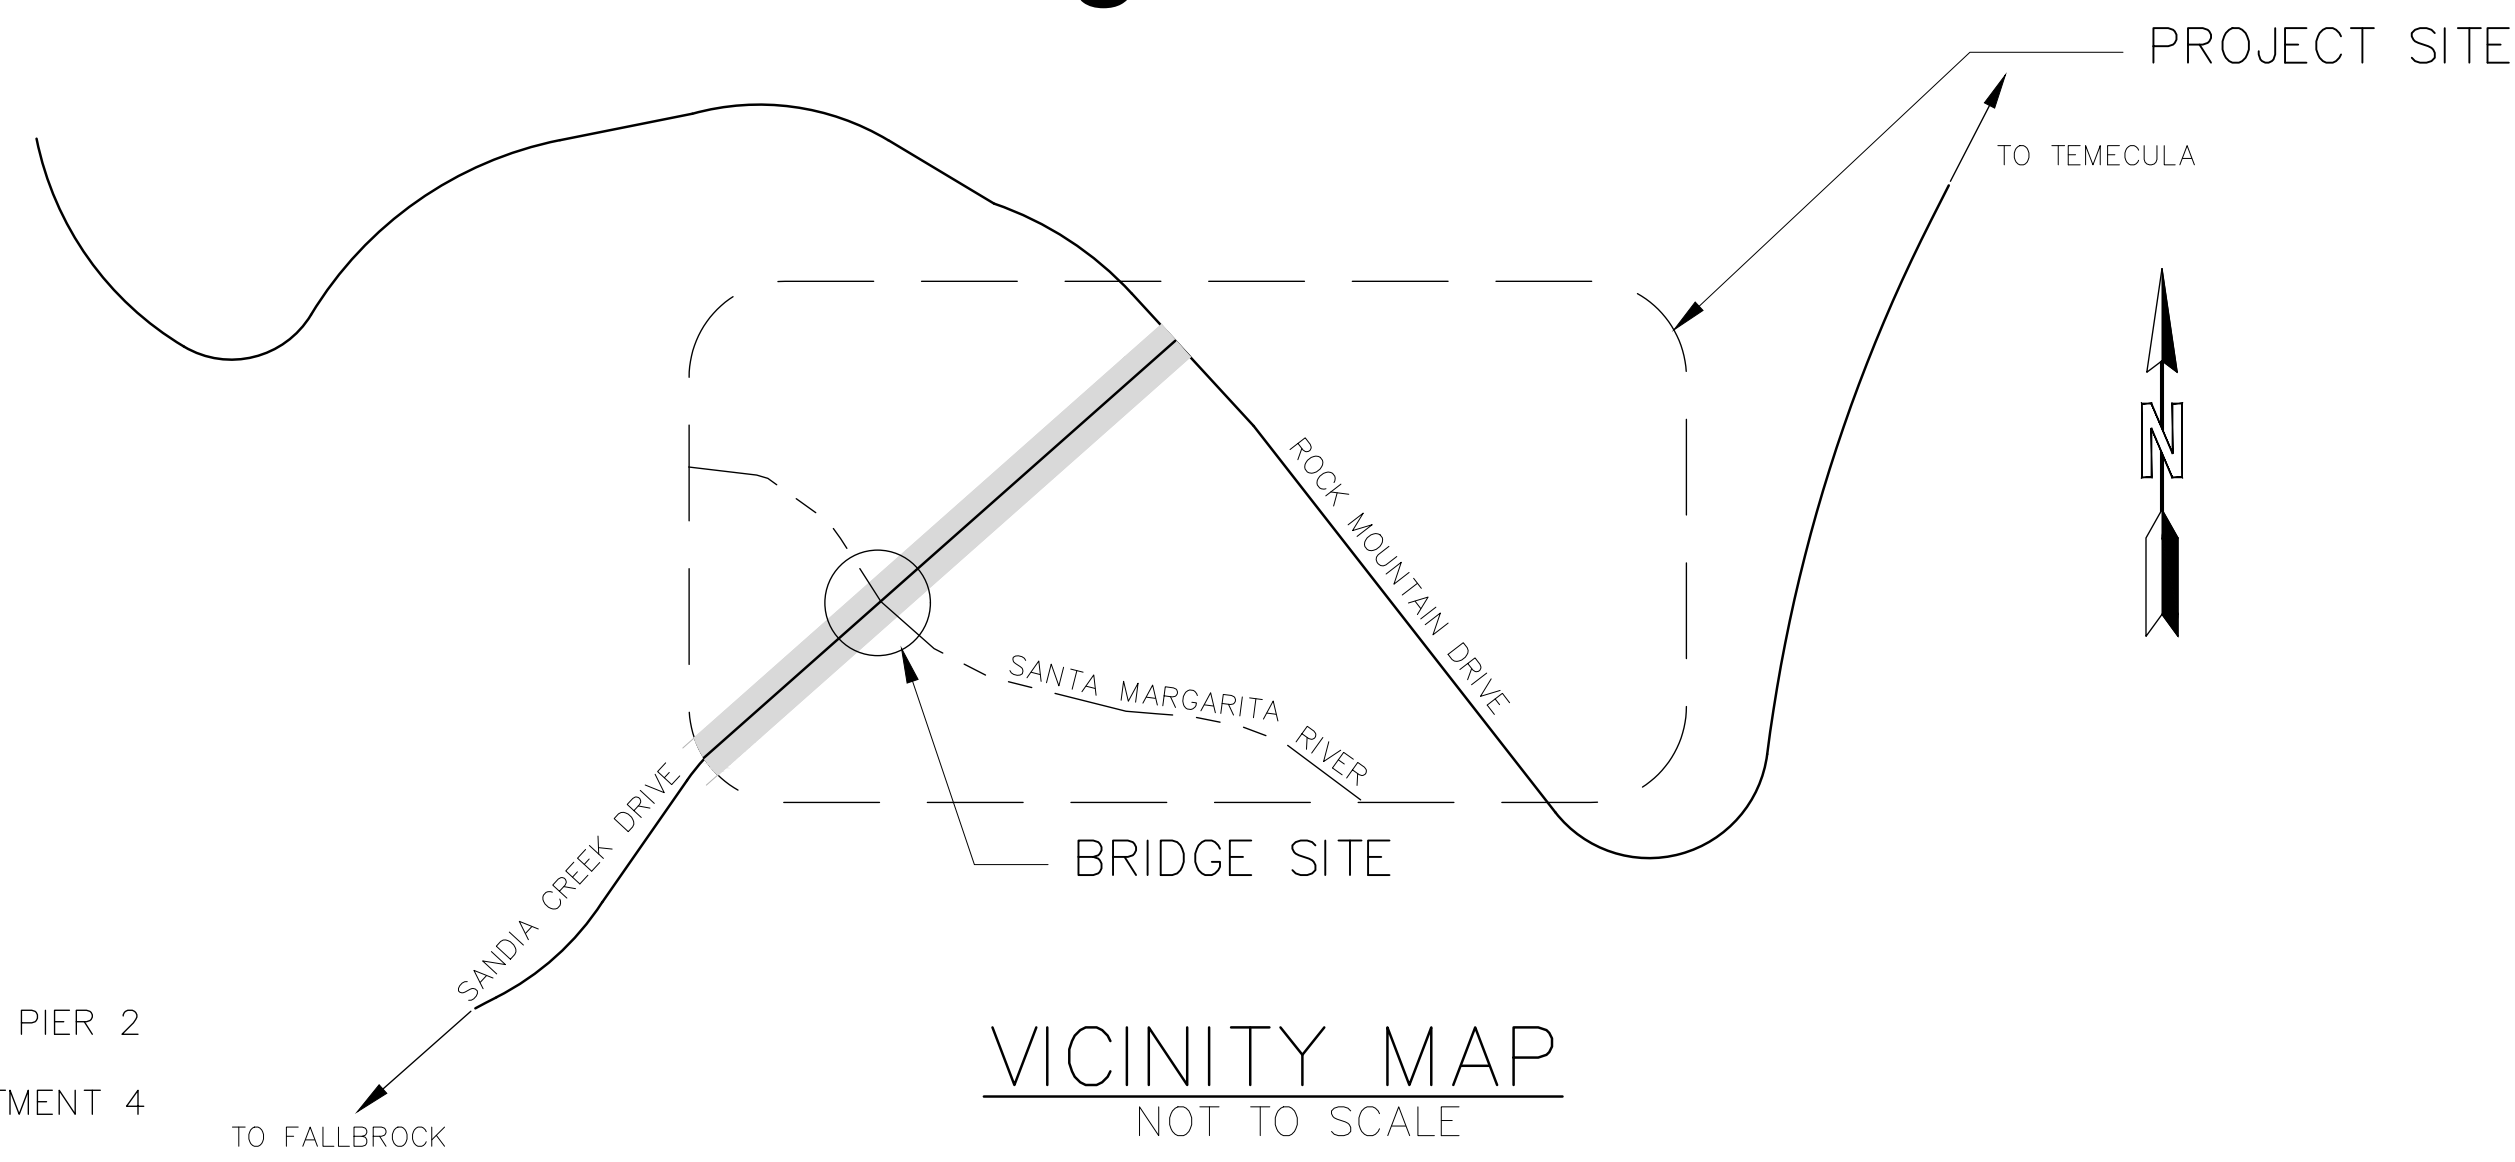 PROJECT SITE
TO TEMECULA
N
ROCK MOUNTAIN DRIVE
SANTA MARGARITA RIVER
BRIDGE SITE
SANDIA CREEK DRIVE
PIER 2
MENT 4
TO FALLBROCK
VICINITY MAP
NOT TO SCALE